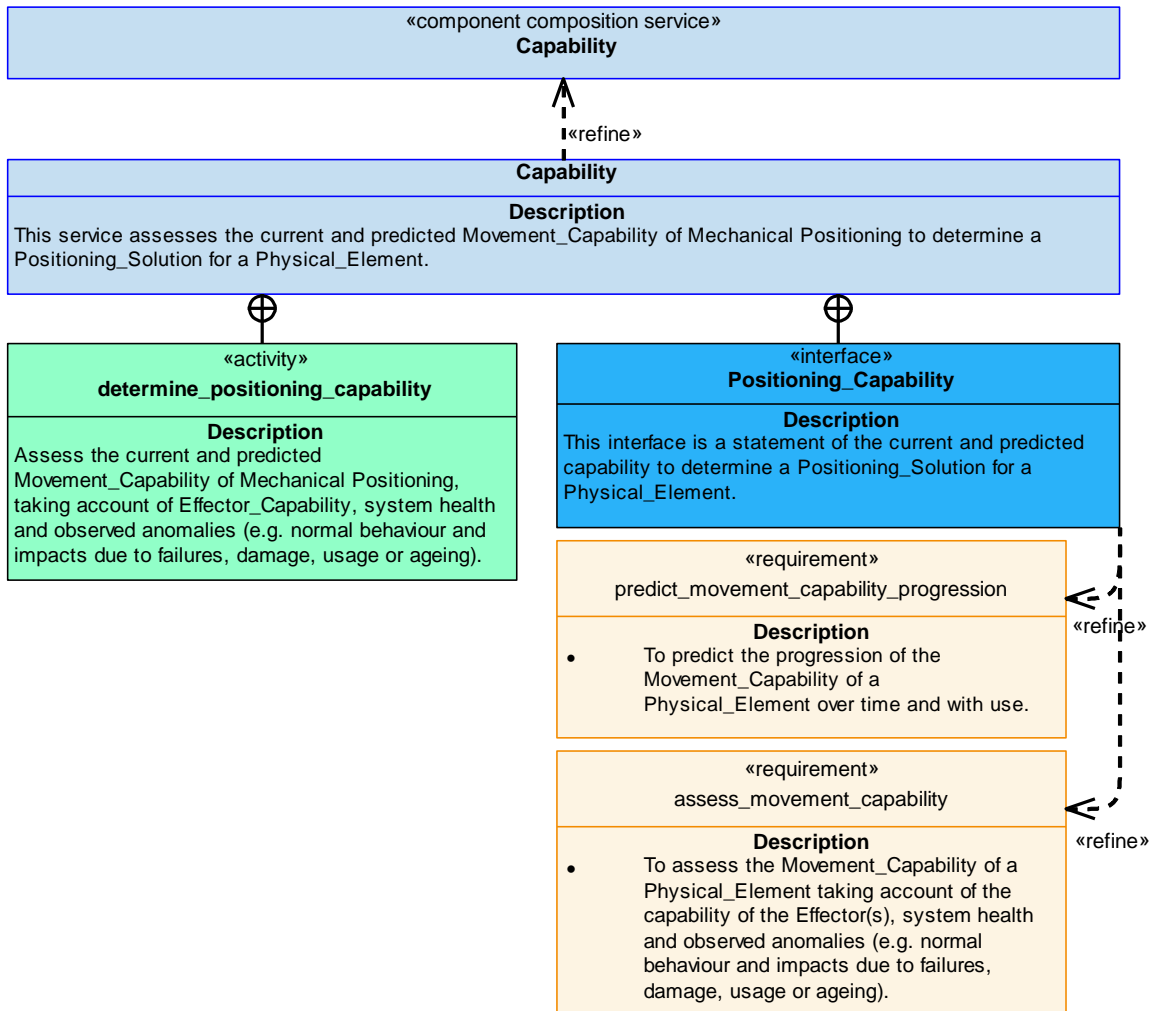 «component composition service»
Capability
«refine»
Capability
Description
This service assesses the current and predicted Movement_Capability of Mechanical Positioning to determine a
Positioning_Solution for a Physical_Element.
«activity»
determine_positioning_capability
Description
Assess the current and predicted
Movement_Capability of Mechanical Positioning,
taking account of Effector_Capability, system health
and observed anomalies (e.g. normal behaviour and
impacts due to failures, damage, usage or ageing).
«interface»
Positioning_Capability
Description
This interface is a statement of the current and predicted
capability to determine a Positioning_Solution for a
Physical_Element.
«requirement»
predict_movement_capability_progression
«refine»
Description
• To predict the progression of the
Movement_Capability of a
Physical_Element over time and with use.
«requirement»
assess_movement_capability
«refine»
Description
• To assess the Movement_Capability of a
Physical_Element taking account of the
capability of the Effector(s), system health
and observed anomalies (e.g. normal
behaviour and impacts due to failures,
damage, usage or ageing).